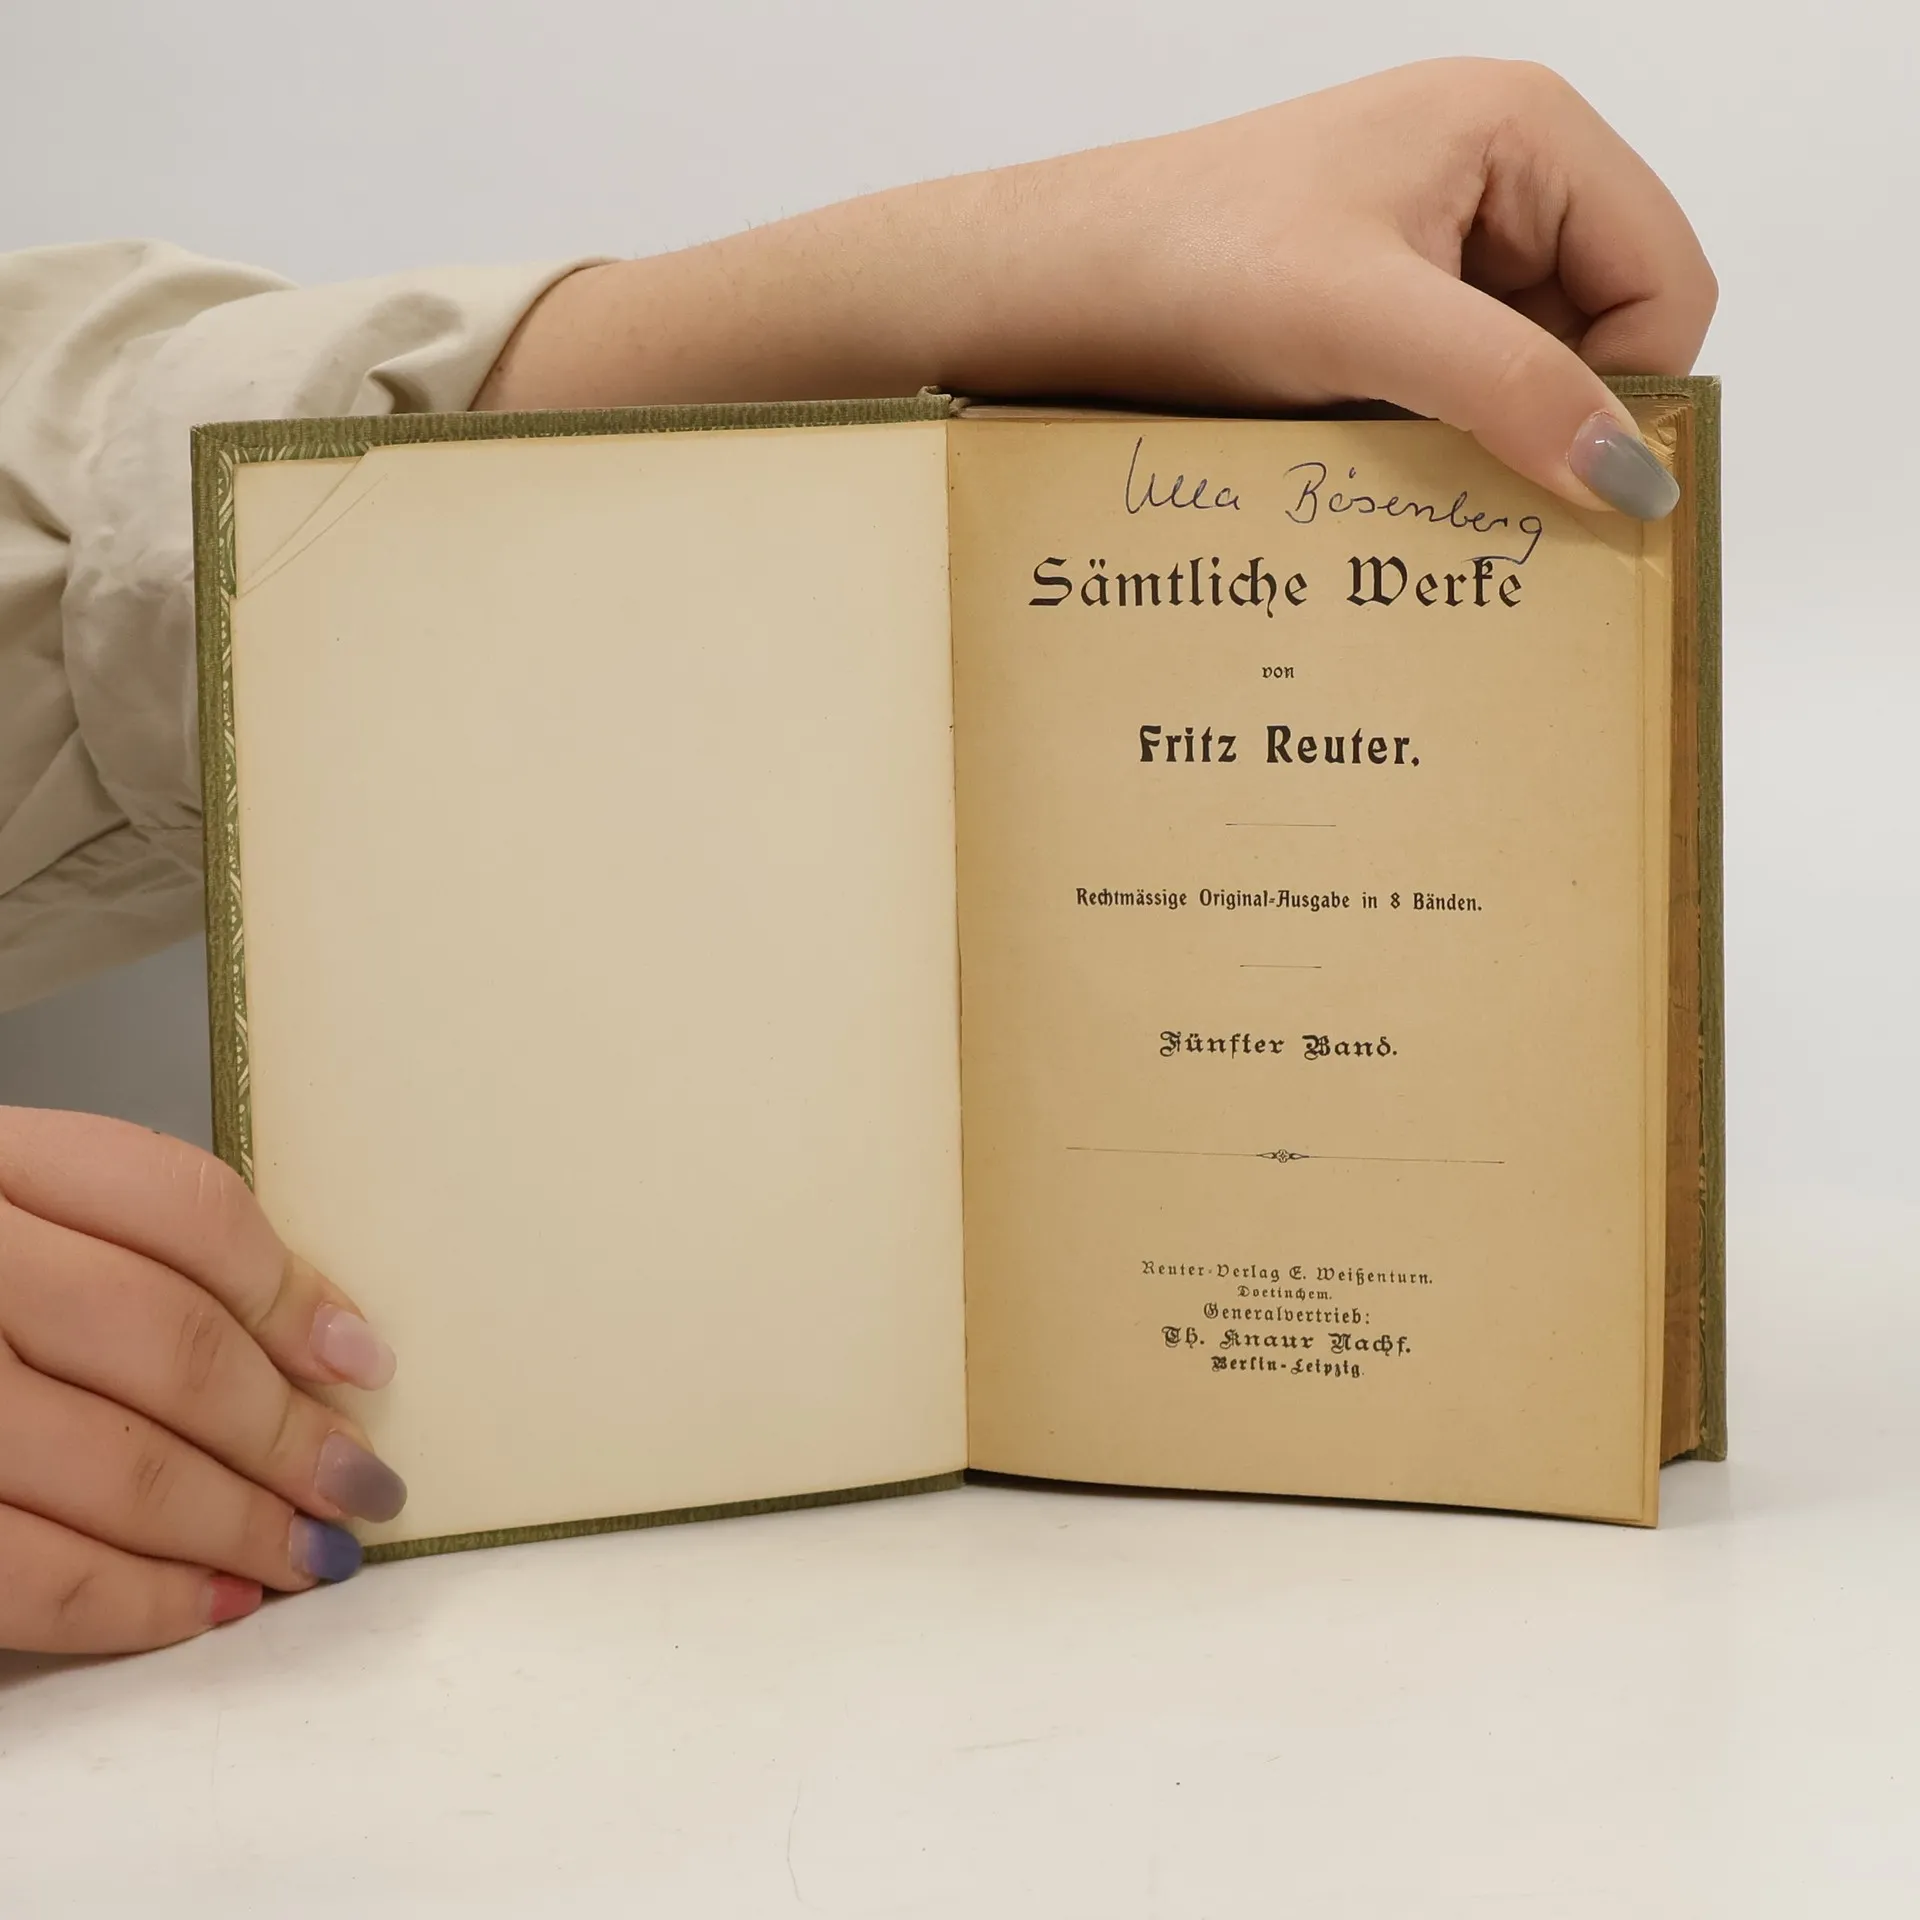 Ulla Bösenberg
Sämtliche Werke
von
Fritz Reuter.
Rechtmässige Original-Ausgabe in 8 Bänden.
Fünfter Band.
Reuter-Verlag E. Weißenturn.
Doetinchem.
Generalvertrieb:
Th. Knaur Nachf.
Berlin-Leipzig.